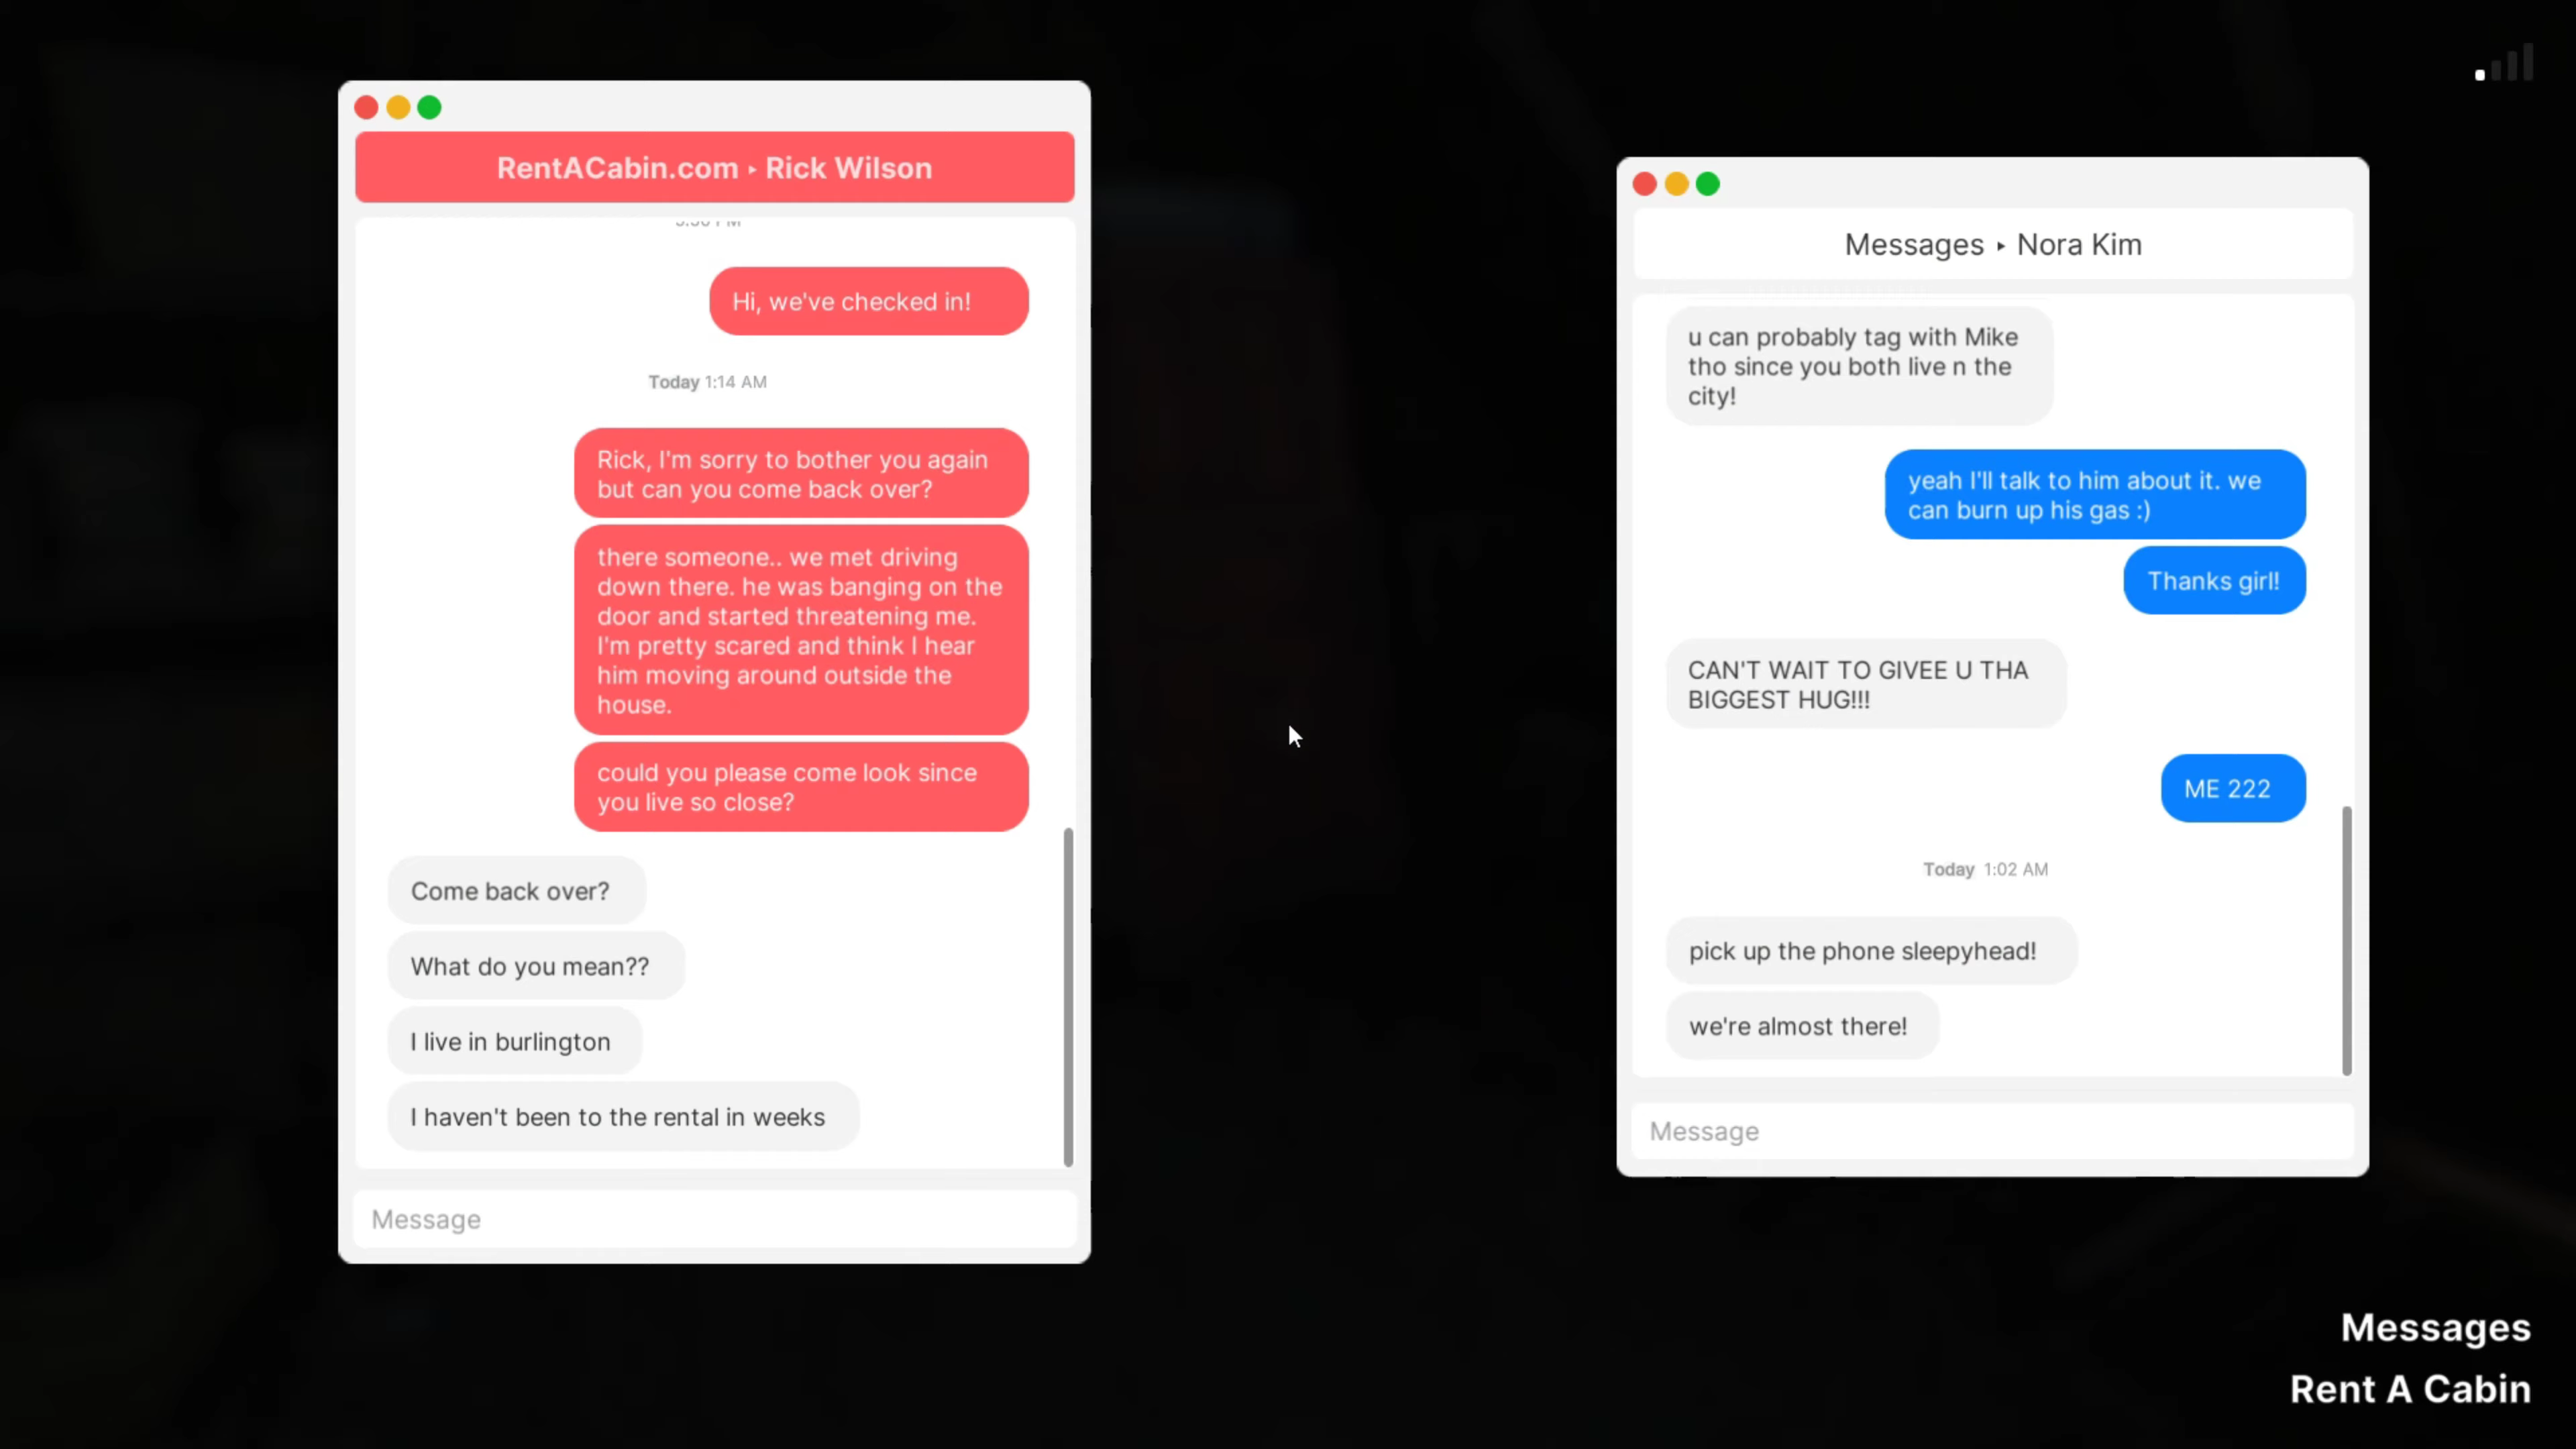 RentACabin.com ▸ Rick Wilson
Hi, we've checked in!
Today 1:14 AM
Rick, I'm sorry to bother you again
but can you come back over?
there someone.. we met driving
down there. he was banging on the
door and started threatening me.
I'm pretty scared and think I hear
him moving around outside the
house.
could you please come look since
you live so close?
Come back over?
What do you mean??
I live in burlington
I haven't been to the rental in weeks
Message
Messages ▸ Nora Kim
u can probably tag with Mike
tho since you both live n the
city!
yeah I'll talk to him about it. we
can burn up his gas :)
Thanks girl!
CAN'T WAIT TO GIVEE U THA
BIGGEST HUG!!!
ME 222
Today 1:02 AM
pick up the phone sleepyhead!
we're almost there!
Message
Messages
Rent A Cabin